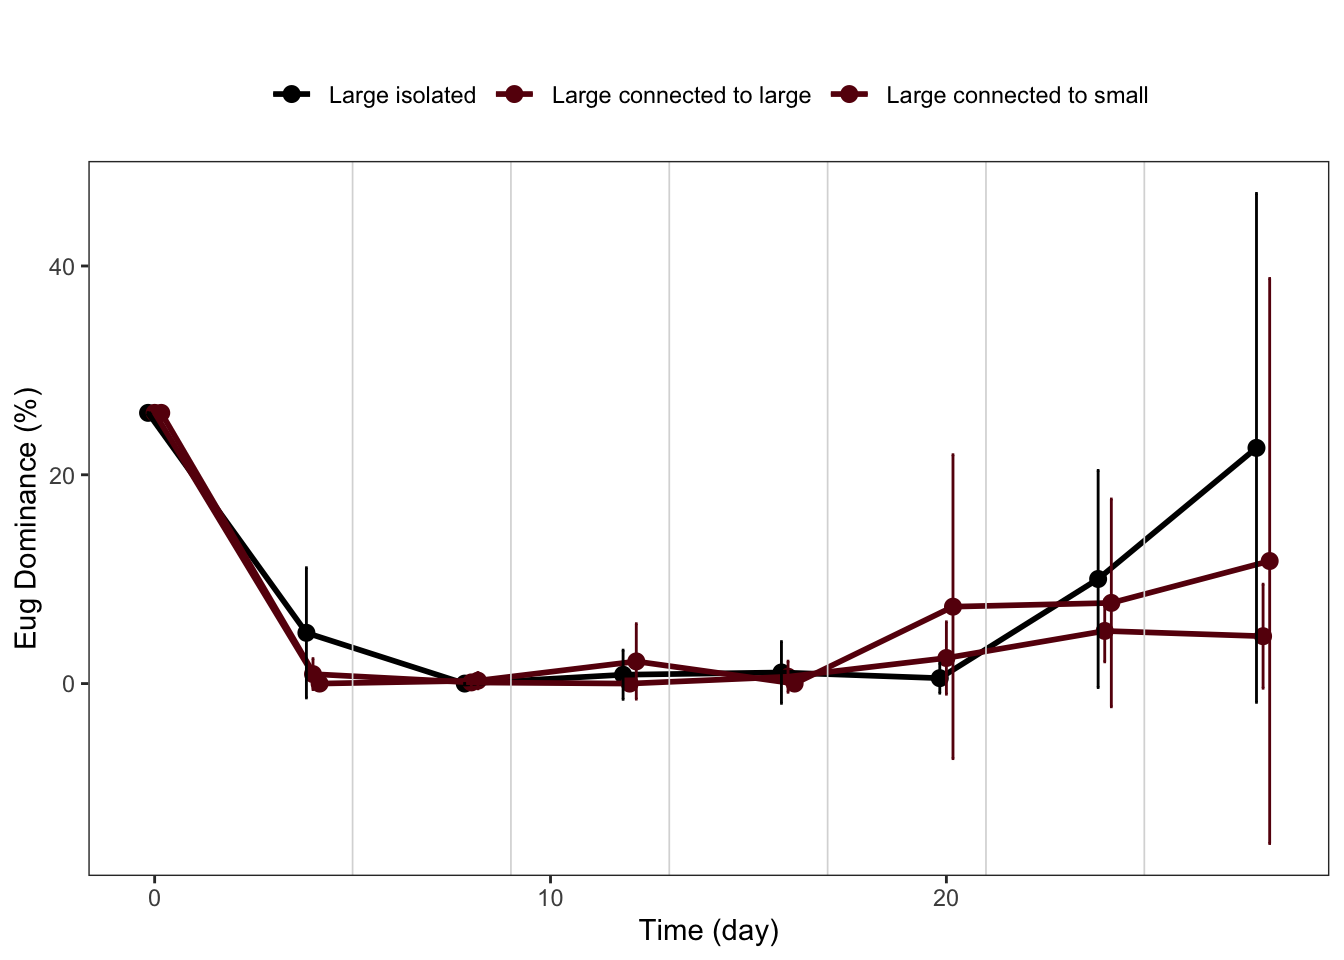 Large isolated Large connected to large Large connected to small
Eug Dominance (%)
40
20
0
0 10 20
Time (day)